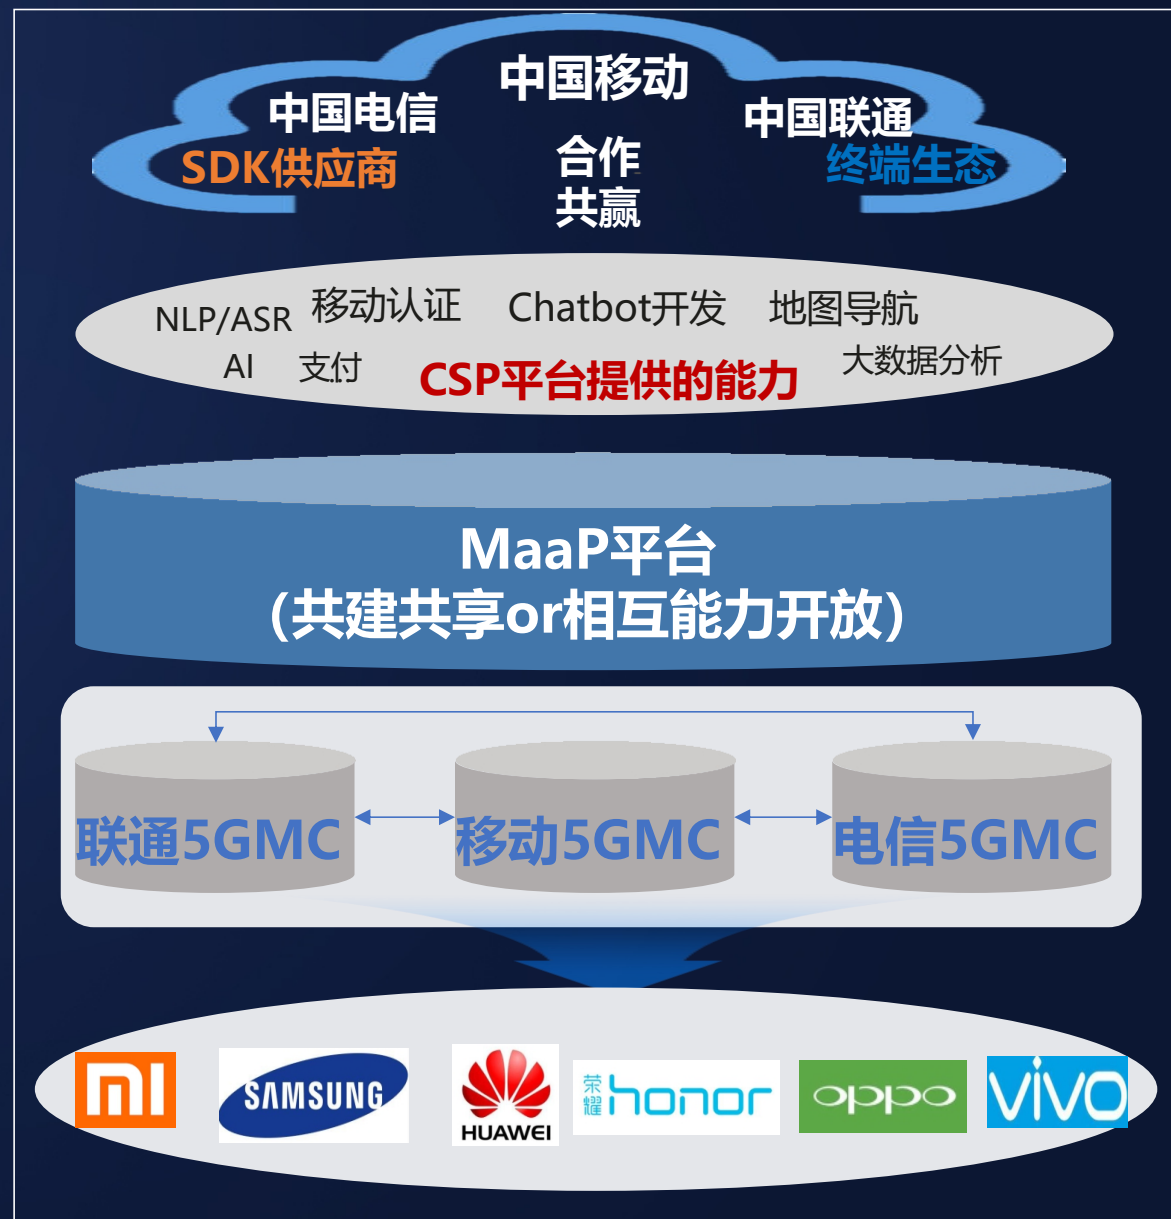 中国移动
中国电信
中国联通
SDK供应商
合作
共赢
终端生态
NLP/ASR
移动认证
Chatbot开发
地图导航
AI
支付
...
CSP平台提供的能力
大数据分析
MaaP平台
（共建共享or相互能力开放）
联通5GMC
移动5GMC
电信5GMC
mi
SAMSUNG
HUAWEI
荣耀
honor
oppo
vivo